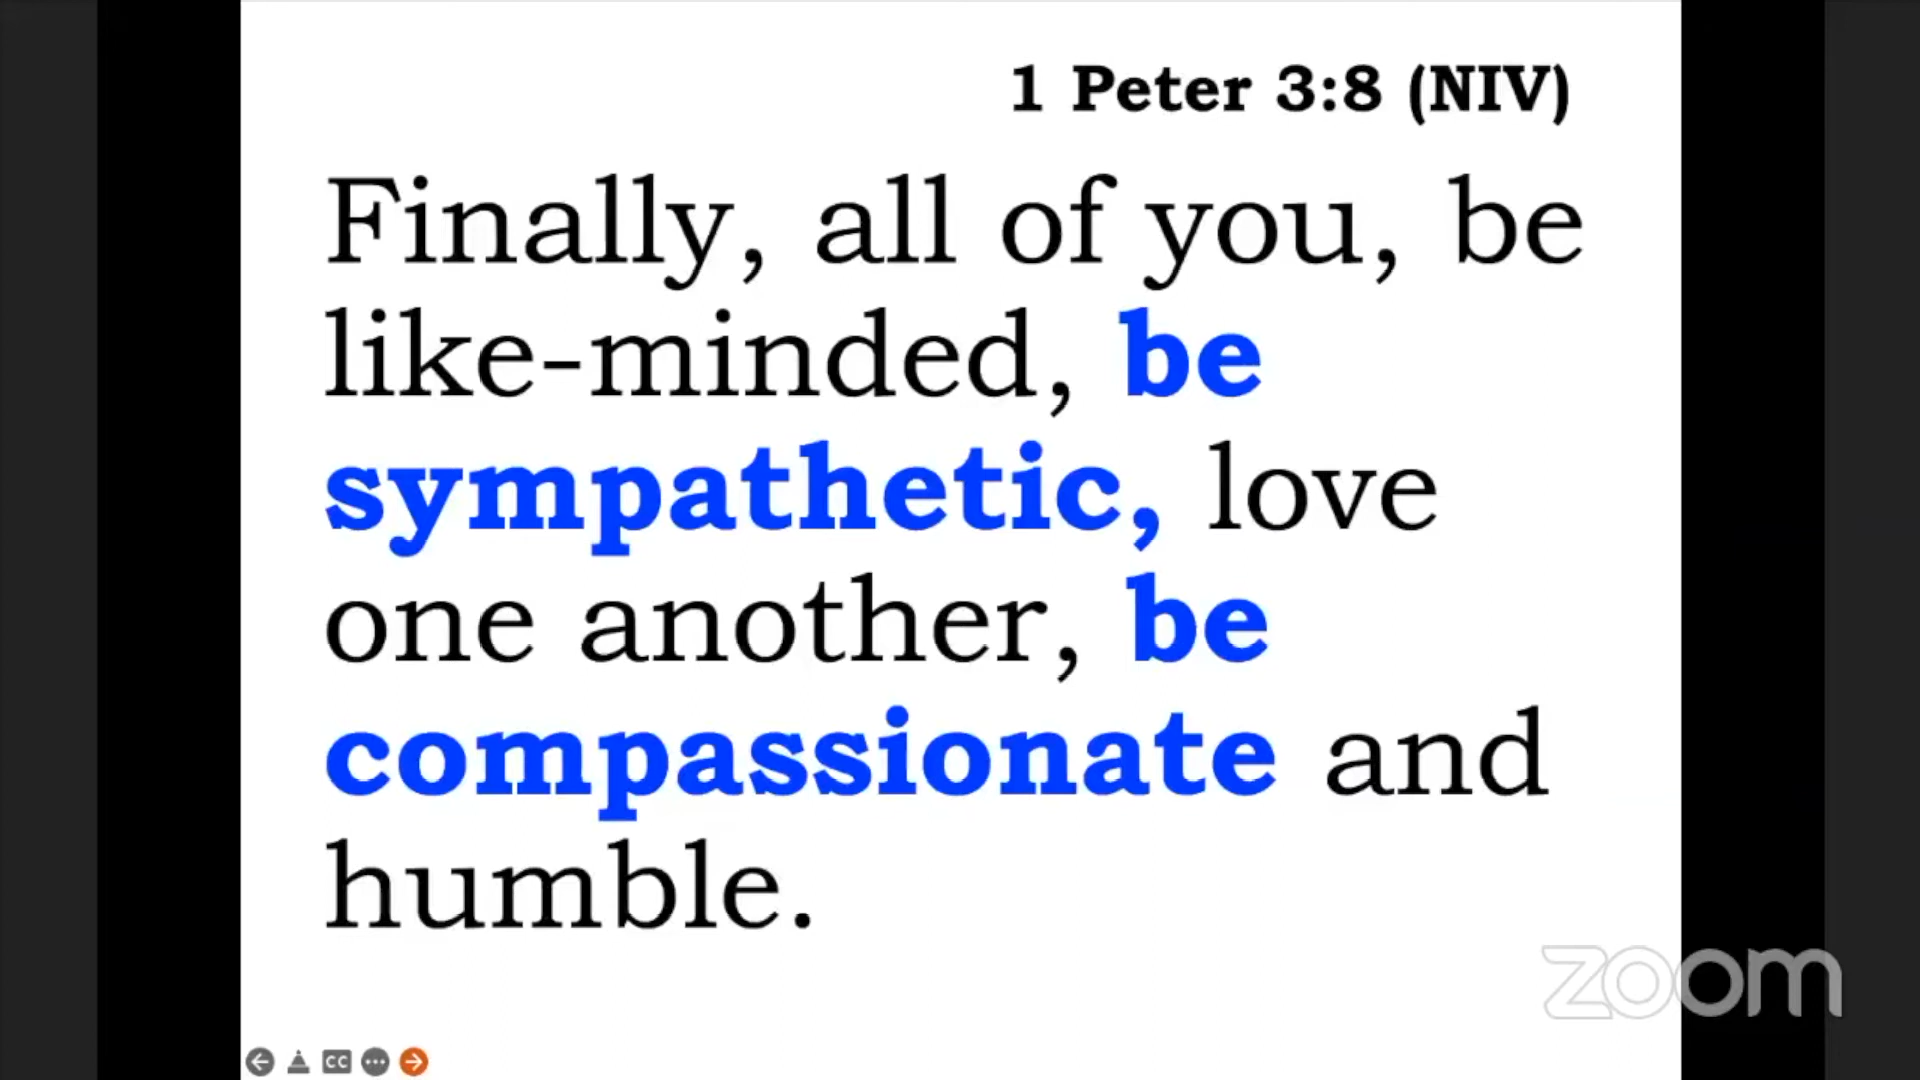 1 Peter 3:8 (NIV)
Finally, all of you, be
like-minded, be
sympathetic, love
one another, be
compassionate and
humble.
zoom
CC